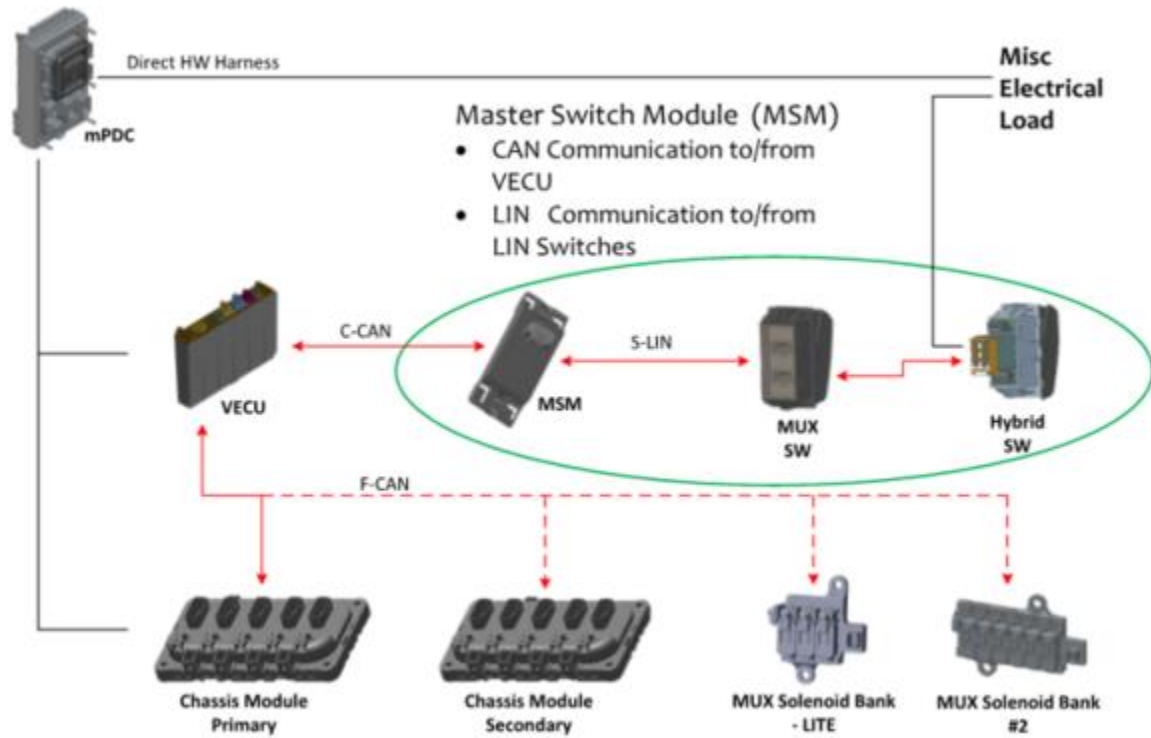 Direct HW Harness
Misc
Electrical
Load
mPDC
Master Switch Module (MSM)
• CAN Communication to/from
VECU
• LIN Communication to/from
LIN Switches
C-CAN
S-LIN
VECU
MSM
MUX
SW
Hybrid
SW
F-CAN
Chassis Module
Primary
Chassis Module
Secondary
MUX Solenoid Bank
- LITE
MUX Solenoid Bank
#2